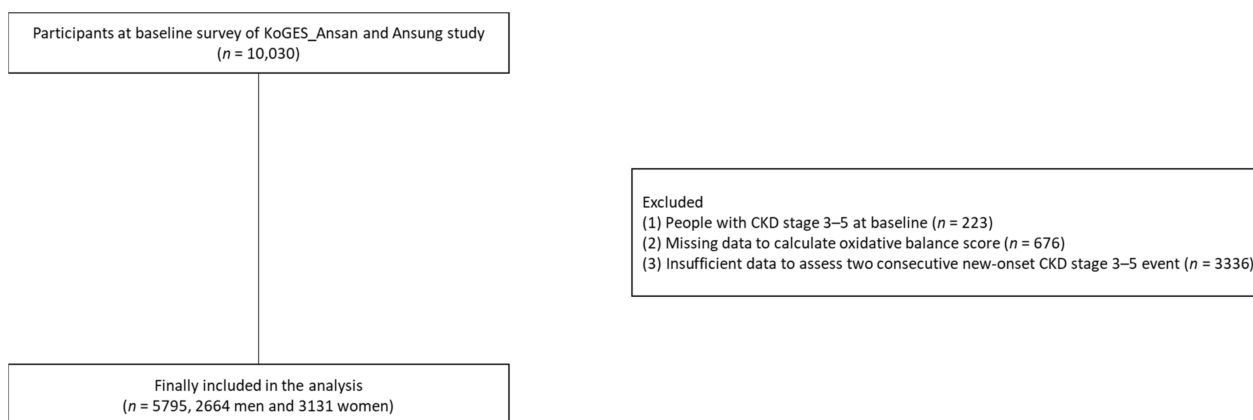 Participants at baseline survey of KoGES_Ansan and Ansung study
(n = 10,030)
Excluded
(1) People with CKD stage 3–5 at baseline (n = 223)
(2) Missing data to calculate oxidative balance score (n = 676)
(3) Insufficient data to assess two consecutive new-onset CKD stage 3–5 event (n = 3336)
Finally included in the analysis
(n = 5795, 2664 men and 3131 women)